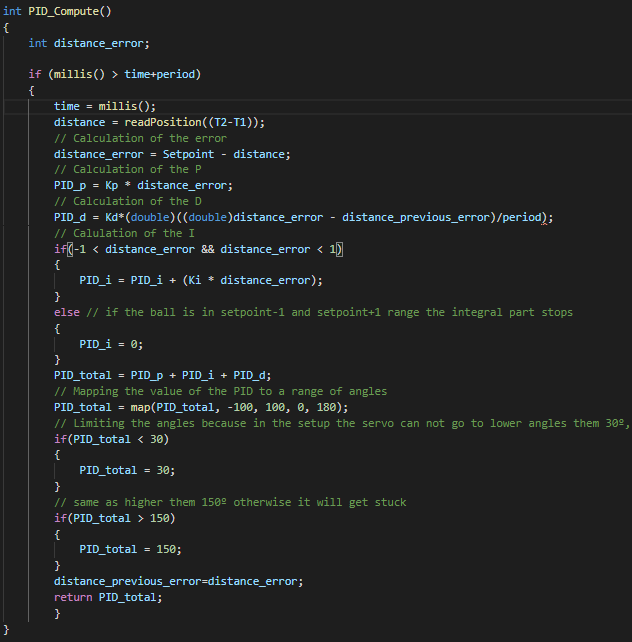 int PID_Compute()
{
int distance_error;
if (millis() > time+period)
{
time = millis();
distance = readPosition((T2-T1));
// Calculation of the error
distance_error = Setpoint - distance;
// Calculation of the P
PID_p = Kp * distance_error;
// Calculation of the D
PID_d = Kd*(double)((double)distance_error - distance_previous_error)/period);
// Calulation of the I
if(-1 < distance_error && distance_error < 1)
{
PID_i = PID_i + (Ki * distance_error);
}
else // if the ball is in setpoint-1 and setpoint+1 range the integral part stops
{
PID_i = 0;
}
PID_total = PID_p + PID_i + PID_d;
// Mapping the value of the PID to a range of angles
PID_total = map(PID_total, -100, 100, 0, 180);
// Limiting the angles because in the setup the servo can not go to lower angles them 30º,
if(PID_total < 30)
{
PID_total = 30;
}
// same as higher them 150º otherwise it will get stuck
if(PID_total > 150)
{
PID_total = 150;
}
distance_previous_error=distance_error;
return PID_total;
}
}